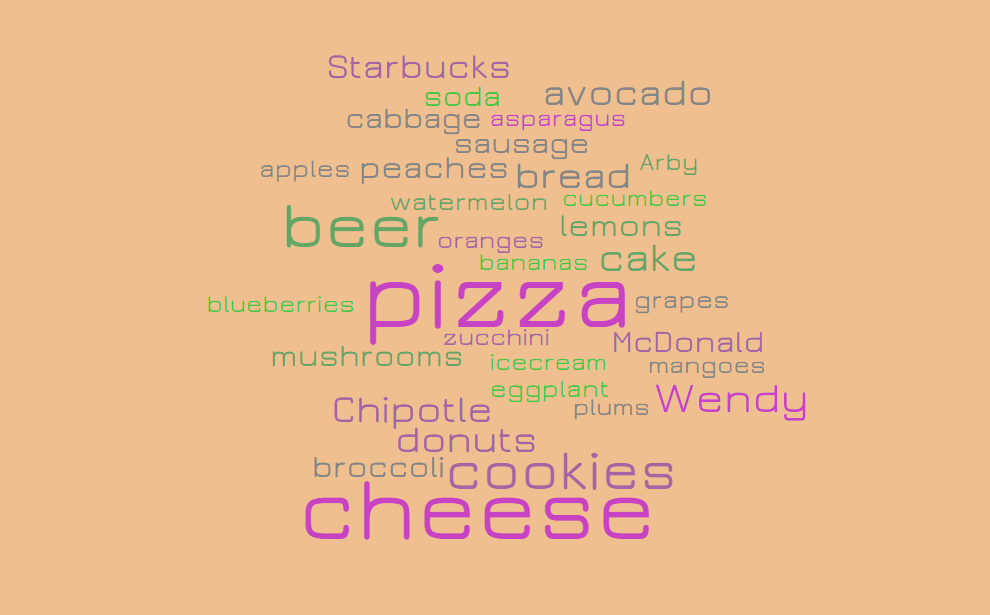 Starbucks
soda
avocado
cabbage
asparagus
sausage
apples
peaches
bread
Arby
watermelon
cucumbers
beer
oranges
lemons
bananas
cake
blueberries
pizza
grapes
zucchini
McDonald
mushrooms
icecream
mangoes
eggplant
Chipotle
plums
Wendy
donuts
broccoli
cookies
cheese